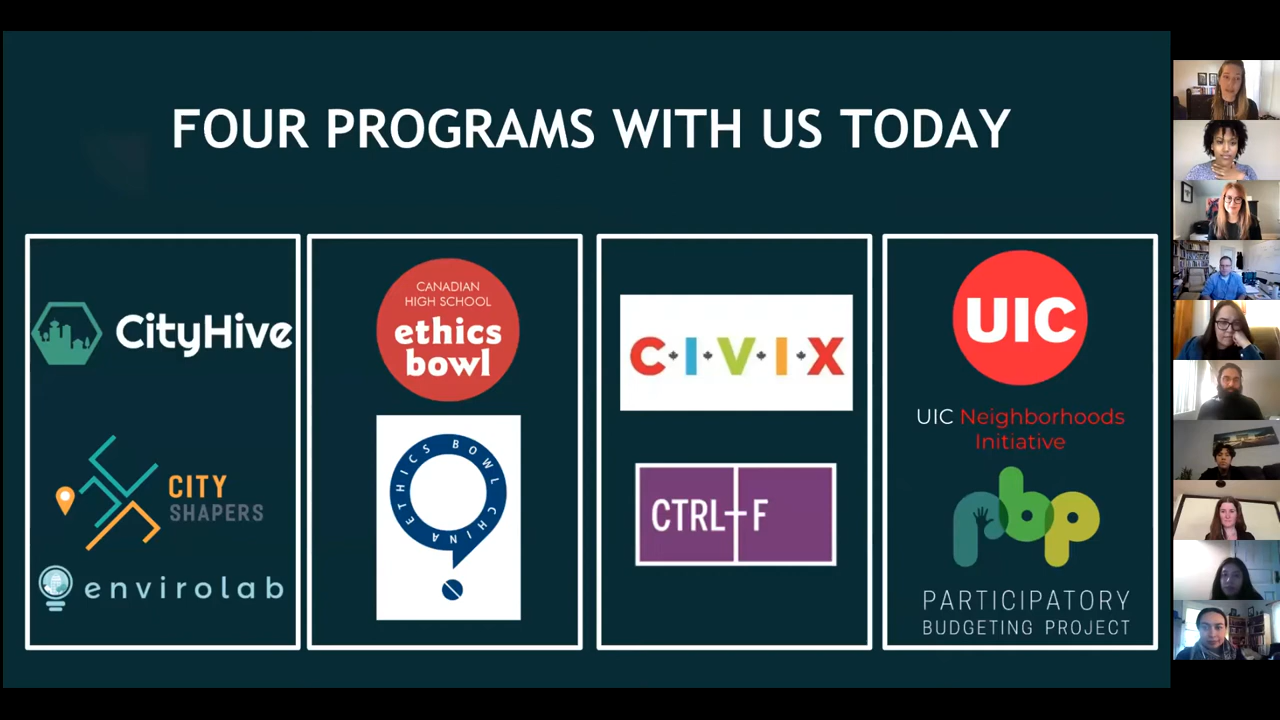 FOUR PROGRAMS WITH US TODAY
CityHive
CITY
SHAPERS
envirolab
CANADIAN
HIGH SCHOOL
ethics
bowl
ETHICS BOWL CHINA
C·I·V·I·X
CTRL+F
UIC
UIC Neighborhoods
Initiative
pbp
PARTICIPATORY
BUDGETING PROJECT